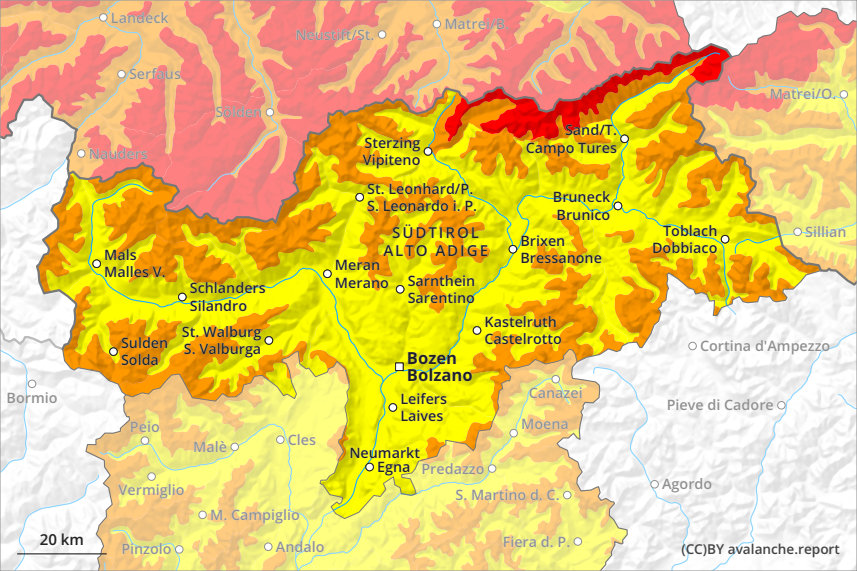 Landeck
Matrei/B.
Neustift/St.
Serfaus
Matrei/O.
Sölden
Sand/T.
Campo Tures
Sterzing
Vipiteno
Nauders
St. Leonhard/P.
S. Leonardo i. P.
Bruneck
Brunico
SÜDTIROL
ALTO ADIGE
Toblach
Dobbiaco
Sillian
Brixen
Bressanone
Mals
Malles V.
Meran
Merano
Sarnthein
Sarentino
Schlanders
Silandro
Kastelruth
Castelrotto
St. Walburg
S. Valburga
Sulden
Solda
Cortina d'Ampezzo
Bozen
Bolzano
Bormio
Canazei
Leifers
Laives
Pieve di Cadore
Moena
Peio
Cles
Malè
Neumarkt
Egna
Predazzo
Agordo
Vermiglio
S. Martino d. C.
M. Campiglio
20 km
Pinzolo
Andalo
Fiera d. P.
(CC)BY avalanche.report